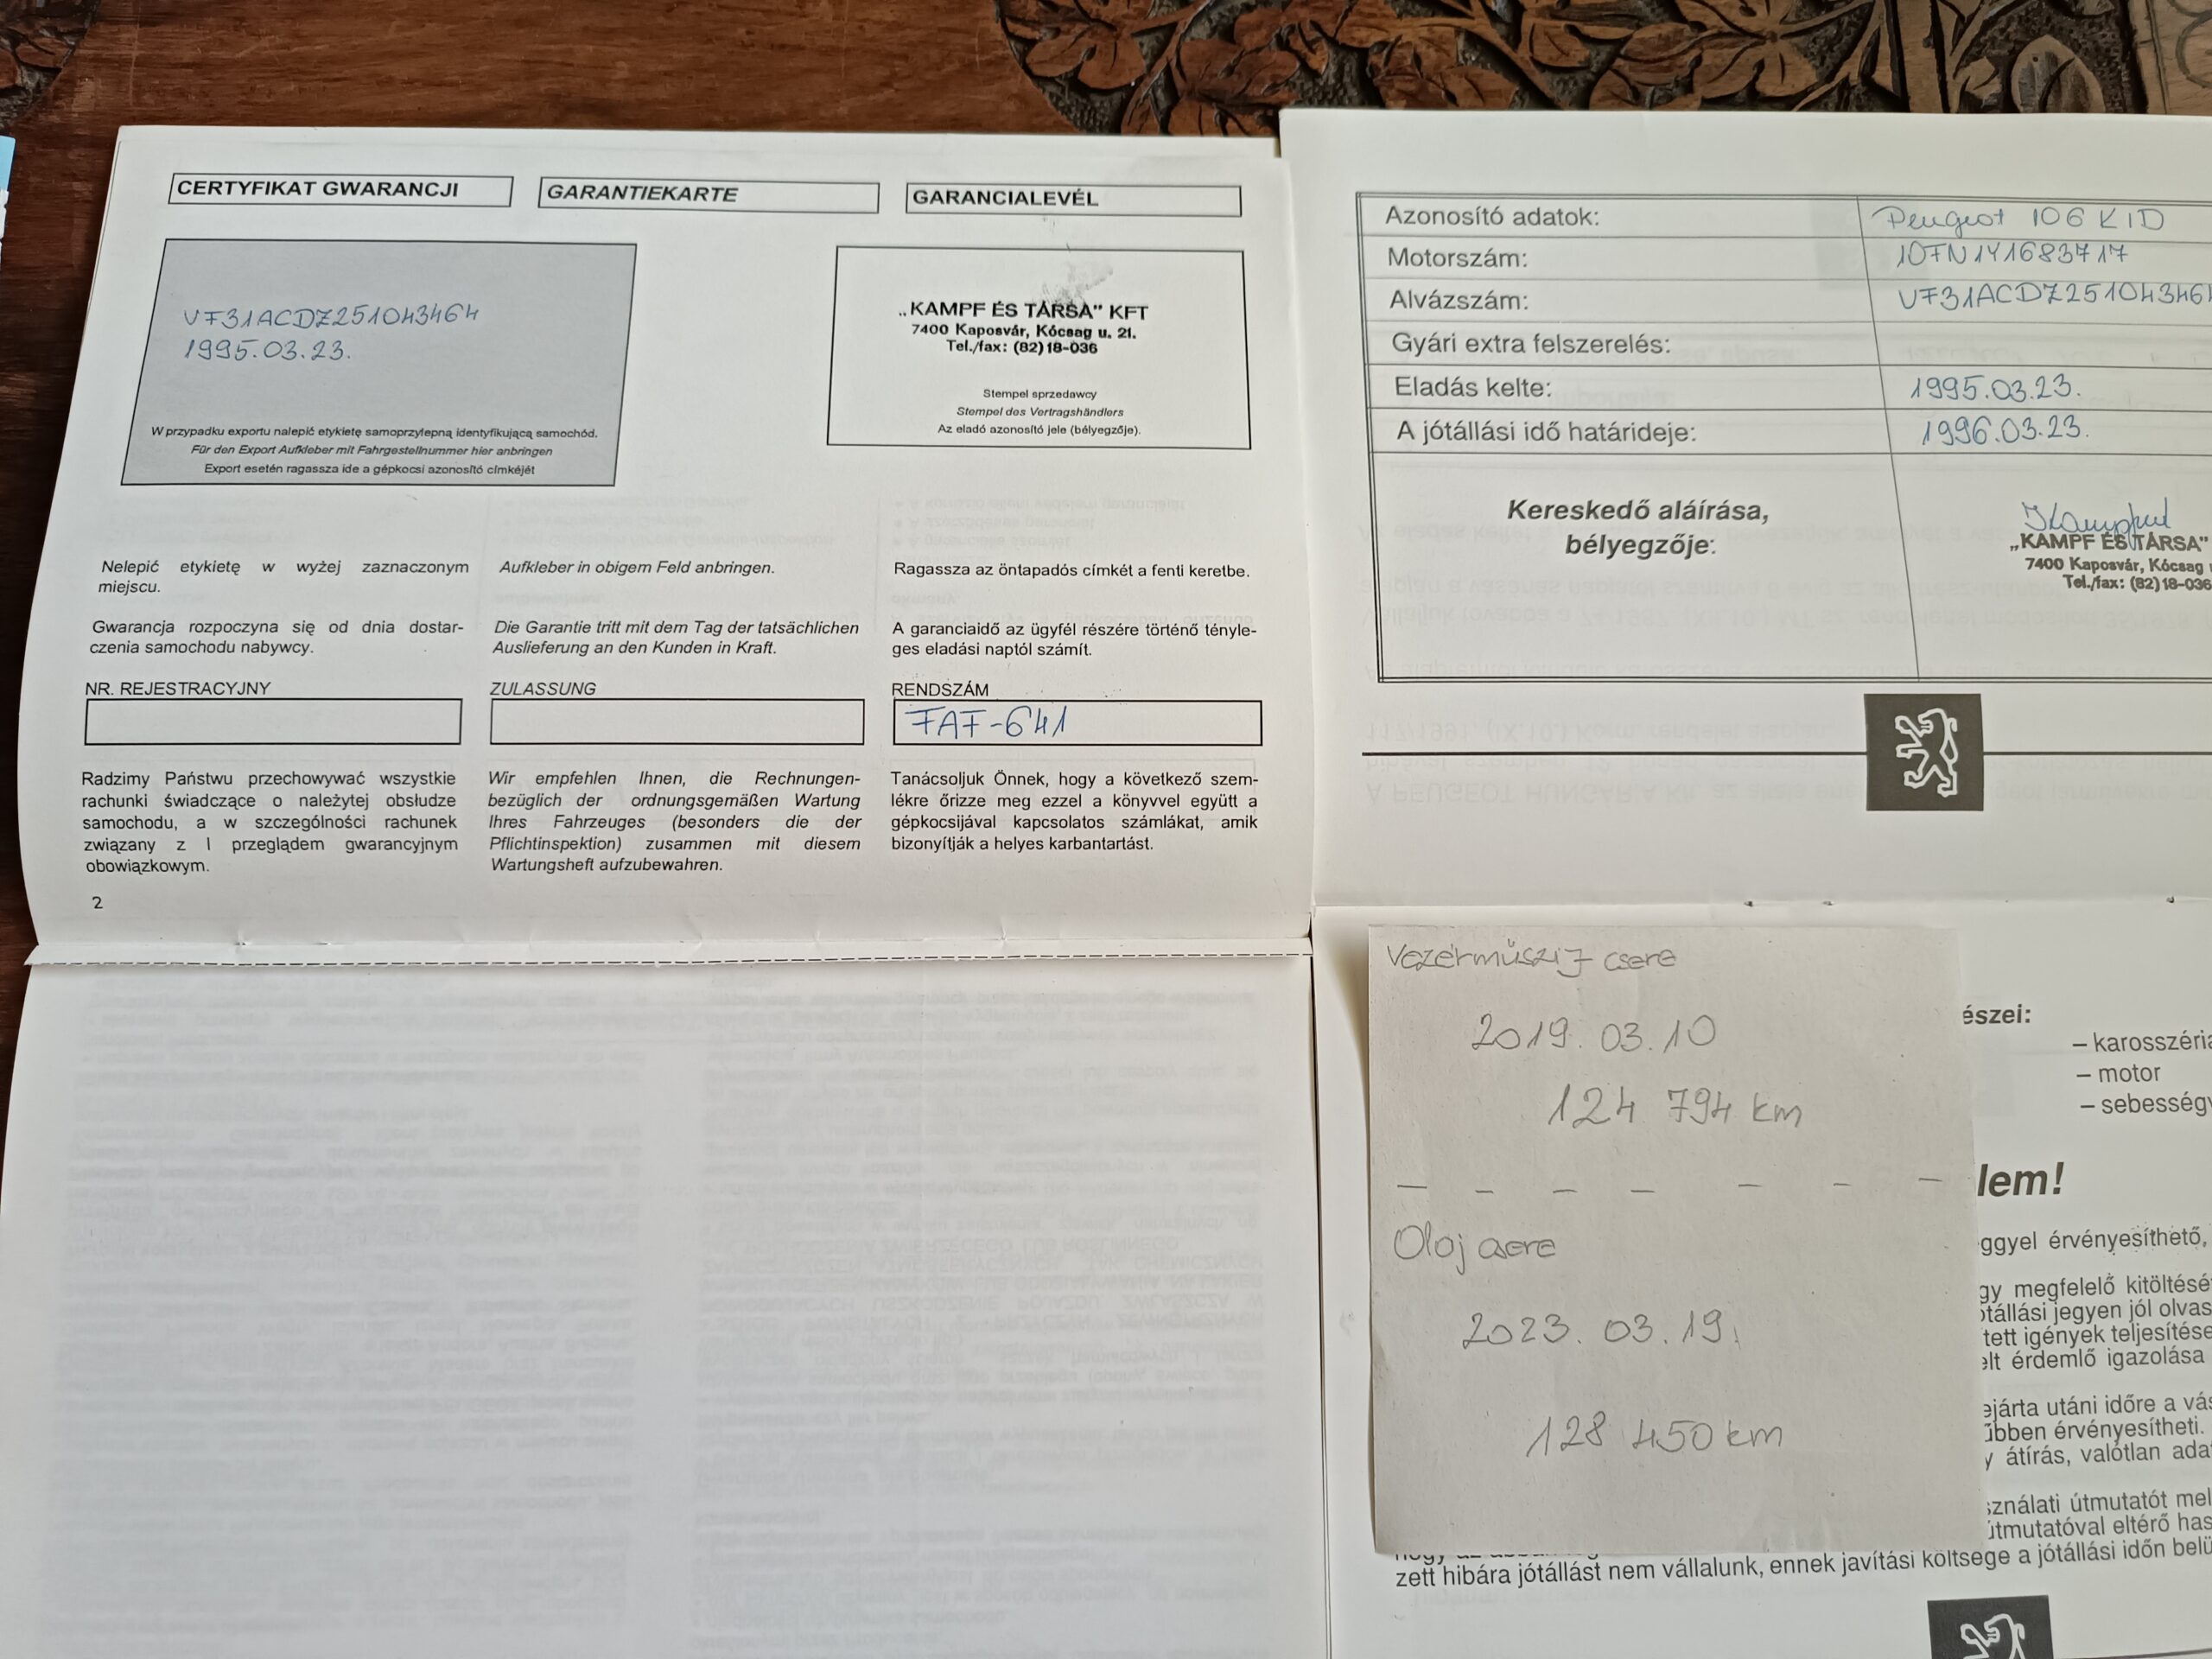 CERTYFIKAT GWARANCJI
GARANTIEKARTE
GARANCIALEVÉL
VF31ACDZ251043464
1995.03.23.
W przypadku exportu nalepić etykietę samoprzylepną identyfikującą samochód.
Für den Export Aufkleber mit Fahrgestellnummer hier anbringen
Export esetén ragassza ide a gépkocsi azonosító címkéjét
„KAMPF ÉS TÁRSA" KFT
7400 Kaposvár, Kócsag u. 21.
Tel./fax: (82)18-036
Stempel sprzedawcy
Stempel des Vertragshändlers
Az eladó azonosító jele (bélyegzője).
Nelepić etykietę w wyżej zaznaczonym
miejscu.
Aufkleber in obigem Feld anbringen.
Ragassza az öntapadós címkét a fenti keretbe.
Gwarancja rozpoczyna się od dnia dostar-
czenia samochodu nabywcy.
Die Garantie tritt mit dem Tag der tatsächlichen
Auslieferung an den Kunden in Kraft.
A garanciaidő az ügyfél részére történő tényle-
ges eladási naptól számít.
NR. REJESTRACYJNY
ZULASSUNG
RENDSZÁM
FAF-641
Radzimy Państwu przechowywać wszystkie
rachunki świadczące o należytej obsłudze
samochodu, a w szczególności rachunek
związany z I przeglądem gwarancyjnym
obowiązkowym.
Wir empfehlen Ihnen, die Rechnungen-
bezüglich der ordnungsgemäßen Wartung
Ihres Fahrzeuges (besonders die der
Pflichtinspektion) zusammen mit diesem
Wartungsheft aufzubewahren.
Tanácsoljuk Önnek, hogy a következő szem-
lékre őrizze meg ezzel a könyvvel együtt a
gépkocsijával kapcsolatos számlákat, amik
bizonyítják a helyes karbantartást.
2
Azonosító adatok: Peugeot 106 KID
Motorszám: 10FN1Y1683717
Alvázszám: VF31ACDZ25104346
Gyári extra felszerelés:
Eladás kelte: 1995.03.23.
A jótállási idő határideje: 1996.03.23.
Kereskedő aláírása,
bélyegzője:
„KAMPF ÉS TÁRSA"
7400 Kaposvár, Kócsag
Tel./fax: (82)18-036
Vezérműszíj csere
2019. 03. 10
124 794 km
Olaj csere
2023. 03. 19.
128 450 km
észei:
– karosszéria
– motor
– sebességv
lem!
ggyel érvényesíthető,
gy megfelelő kitöltésé
tállási jegyen jól olvas
tett igények teljesítése
elt érdemlő igazolása
ejárta utáni időre a vás
bben érvényesítheti.
y átírás, valótlan ada
sználati útmutatót mel
útmutatóval eltérő has
zett hibára jótállást nem vállalunk, ennek javítási költsége a jótállási időn belü